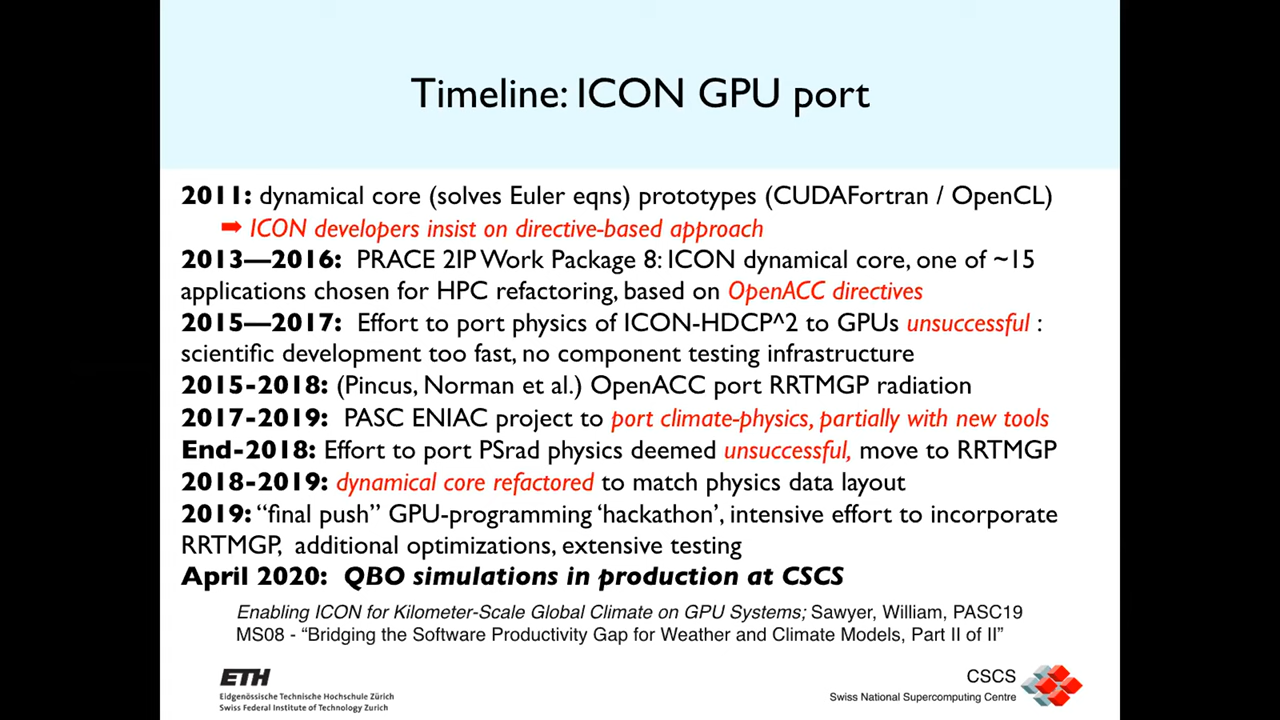 Timeline: ICON GPU port
2011: dynamical core (solves Euler eqns) prototypes (CUDAFortran / OpenCL)
➡ ICON developers insist on directive-based approach
2013—2016: PRACE 2IP Work Package 8: ICON dynamical core, one of ~15
applications chosen for HPC refactoring, based on OpenACC directives
2015—2017: Effort to port physics of ICON-HDCP^2 to GPUs unsuccessful :
scientific development too fast, no component testing infrastructure
2015-2018: (Pincus, Norman et al.) OpenACC port RRTMGP radiation
2017-2019: PASC ENIAC project to port climate-physics, partially with new tools
End-2018: Effort to port PSrad physics deemed unsuccessful, move to RRTMGP
2018-2019: dynamical core refactored to match physics data layout
2019: “final push” GPU-programming ‘hackathon’, intensive effort to incorporate
RRTMGP, additional optimizations, extensive testing
April 2020: QBO simulations in production at CSCS
Enabling ICON for Kilometer-Scale Global Climate on GPU Systems; Sawyer, William, PASC19
MS08 - “Bridging the Software Productivity Gap for Weather and Climate Models, Part II of II”
ETH
Eidgenössische Technische Hochschule Zürich
Swiss Federal Institute of Technology Zurich
CSCS
Swiss National Supercomputing Centre